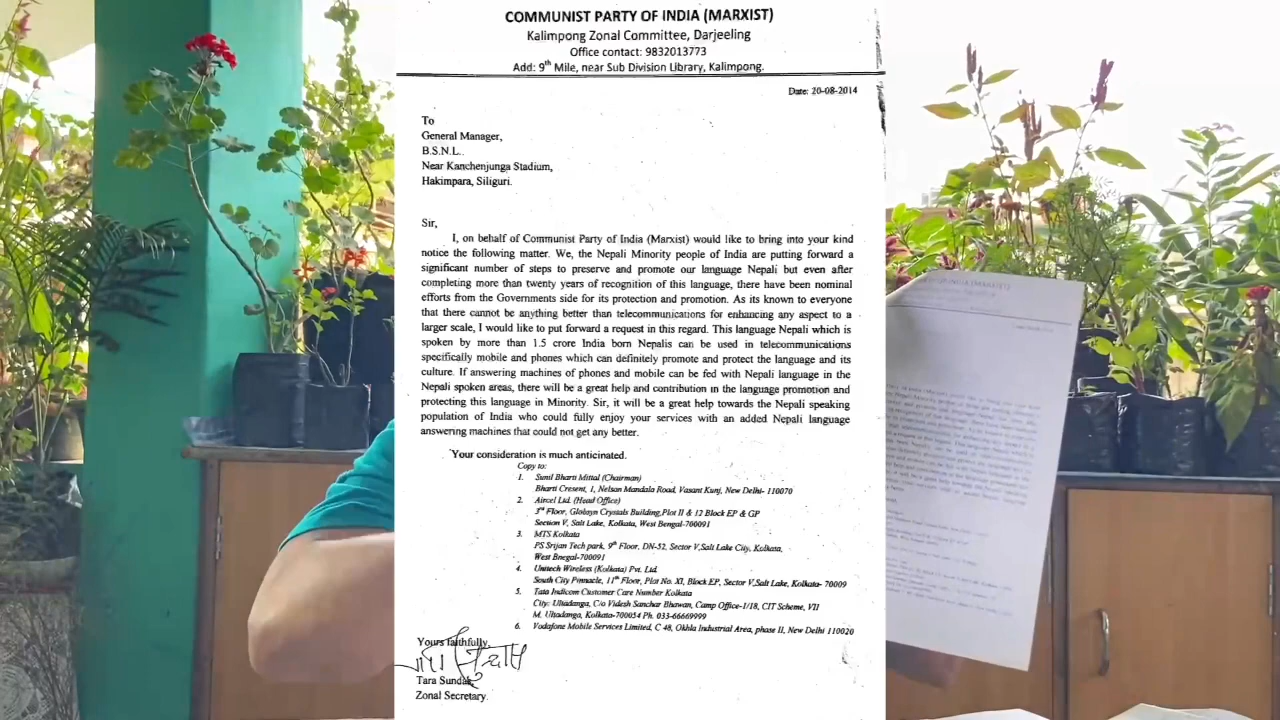 COMMUNIST PARTY OF INDIA (MARXIST)
Kalimpong Zonal Committee, Darjeeling
Office contact: 9832013773
Add: 9th Mile, near Sub Division Library, Kalimpong.
Date: 20-08-2014
To
General Manager,
B.S.N.L..
Near Kanchenjunga Stadium,
Hakimpara, Siliguri.
Sir,
I, on behalf of Communist Party of India (Marxist) would like to bring into your kind
notice the following matter. We, the Nepali Minority people of India are putting forward a
significant number of steps to preserve and promote our language Nepali but even after
completing more than twenty years of recognition of this language, there have been nominal
efforts from the Governments side for its protection and promotion. As its known to everyone
that there cannot be anything better than telecommunications for enhancing any aspect to a
larger scale, I would like to put forward a request in this regard. This language Nepali which is
spoken by more than 1.5 crore India born Nepalis can be used in telecommunications
specifically mobile and phones which can definitely promote and protect the language and its
culture. If answering machines of phones and mobile can be fed with Nepali language in the
Nepali spoken areas, there will be a great help and contribution in the language promotion and
protecting this language in Minority. Sir, it will be a great help towards the Nepali speaking
population of India who could fully enjoy your services with an added Nepali language
answering machines that could not get any better.
Your consideration is much anticipated.
Copy to:
1. Sunil Bharti Mittal (Chairman)
Bharti Cresent, 1, Nelson Mandala Road, Vasant Kunj, New Delhi- 110070
2. Aircel Ltd. (Head Office)
3rd Floor, Globsyn Crystals Building,Plot II & 12 Block EP & GP
Section V, Salt Lake, Kolkata, West Bengal-700091
3. MTS Kolkata
PS Srijan Tech park, 9th Floor, DN-52, Sector V,Salt Lake City, Kolkata,
West Bnegal-700091
4. Unitech Wireless (Kolkata) Pvt. Ltd.
South City Pinnacle, 11th Floor, Plot No. XI, Block EP, Sector V,Salt Lake, Kolkata- 70009
5. Tata Indicom Customer Care Number Kolkata
City: Ultadanga, C/o Videsh Sanchar Bhawan, Camp Office-1/18, CIT Scheme, VII
M, Ultadanga, Kolkata-700054 Ph. 033-66669999
6. Vodafone Mobile Services Limited, C 48, Okhla Industrial Area, phase II, New Delhi 110020
Yours faithfully,
Tara Sundas
Zonal Secretary.